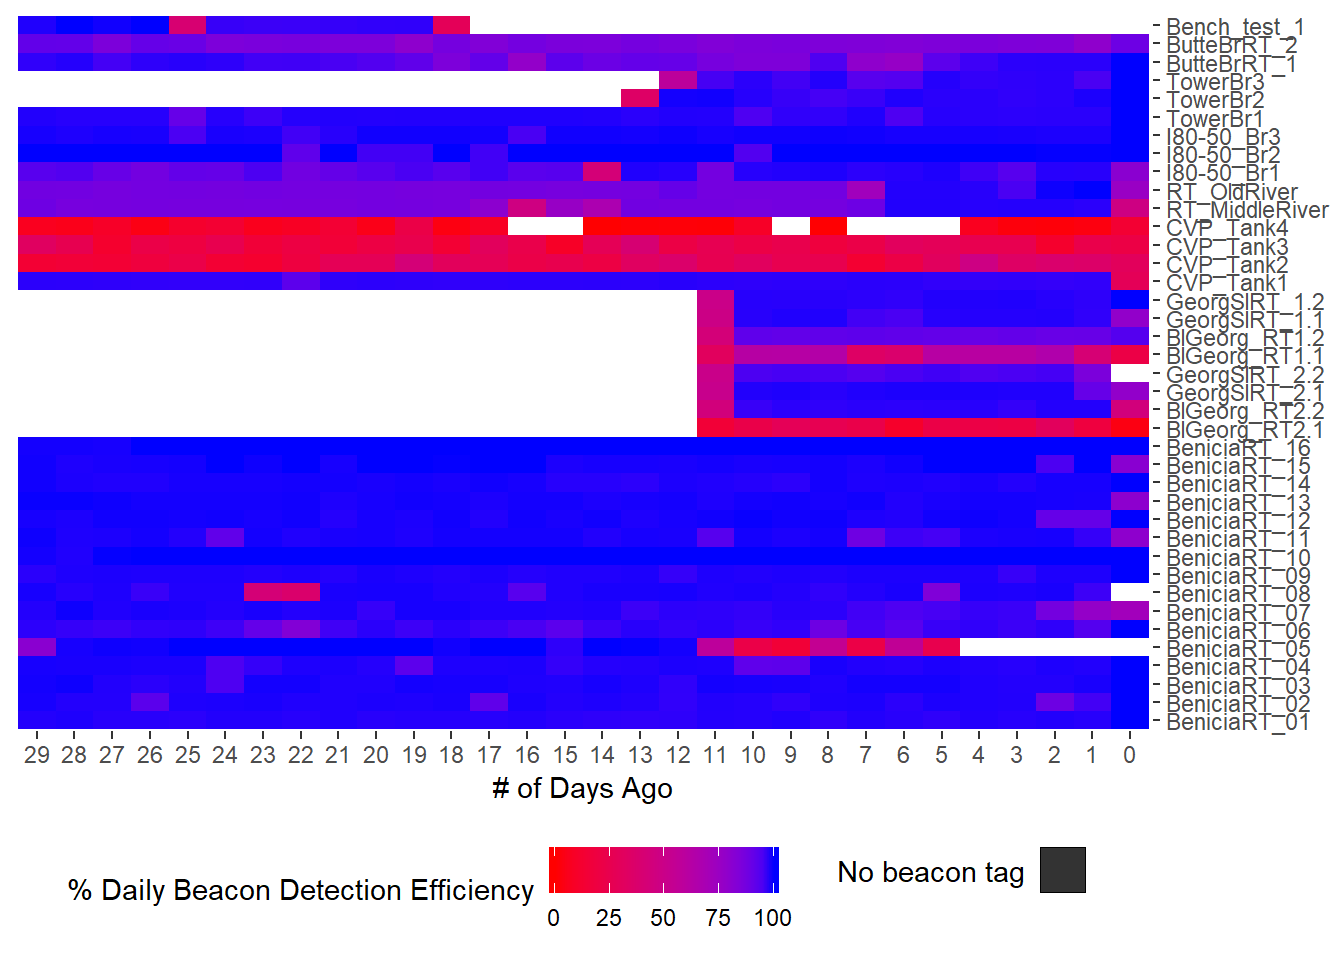 Bench_test_1
ButteBrRT_2
ButteBrRT_1
TowerBr3
TowerBr2
TowerBr1
I80-50_Br3
I80-50_Br2
I80-50_Br1
RT_OldRiver
RT_MiddleRiver
CVP_Tank4
CVP_Tank3
CVP_Tank2
CVP_Tank1
GeorgSlRT_1.2
GeorgSlRT_1.1
BlGeorg_RT1.2
BlGeorg_RT1.1
GeorgSlRT_2.2
GeorgSlRT_2.1
BlGeorg_RT2.2
BlGeorg_RT2.1
BeniciaRT_16
BeniciaRT_15
BeniciaRT_14
BeniciaRT_13
BeniciaRT_12
BeniciaRT_11
BeniciaRT_10
BeniciaRT_09
BeniciaRT_08
BeniciaRT_07
BeniciaRT_06
BeniciaRT_05
BeniciaRT_04
BeniciaRT_03
BeniciaRT_02
BeniciaRT_01
29 28 27 26 25 24 23 22 21 20 19 18 17 16 15 14 13 12 11 10 9 8 7 6 5 4 3 2 1 0
# of Days Ago
% Daily Beacon Detection Efficiency
0 25 50 75 100
No beacon tag